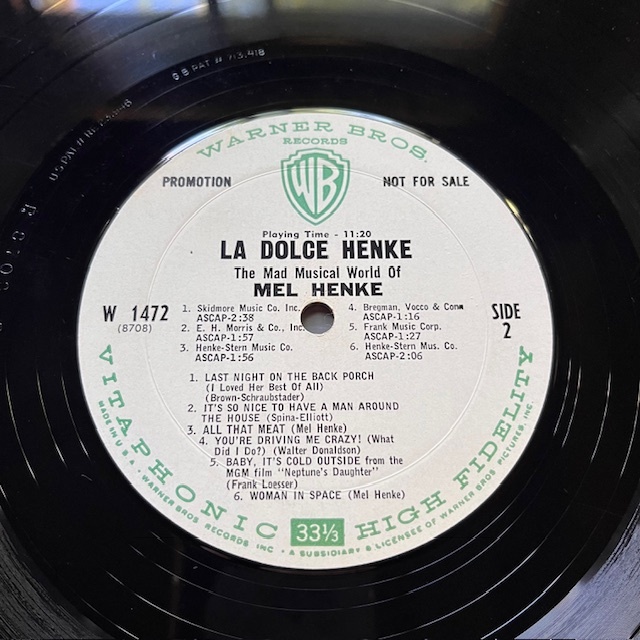 G B PAT # 713,418
WARNER BROS.
RECORDS
WB
PROMOTION
NOT FOR SALE
Playing Time - 11:20
LA DOLCE HENKE
The Mad Musical World Of
MEL HENKE
W 1472
(8708)
SIDE
2
1. Skidmore Music Co. Inc.
ASCAP-2:38
2. E. H. Morris & Co., Inc.
ASCAP-1:57
3. Henke-Stern Music Co.
ASCAP-1:56
4. Bregman, Vocco & Conn
ASCAP-1:16
5. Frank Music Corp.
ASCAP-1:27
6. Henke-Stern Mus. Co.
ASCAP-2:06
1. LAST NIGHT ON THE BACK PORCH
(I Loved Her Best Of All)
(Brown-Schraubstader)
2. IT'S SO NICE TO HAVE A MAN AROUND
THE HOUSE (Spina-Elliott)
3. ALL THAT MEAT (Mel Henke)
4. YOU'RE DRIVING ME CRAZY! (What
Did I Do?) (Walter Donaldson)
5. BABY, IT'S COLD OUTSIDE from the
MGM film "Neptune's Daughter"
(Frank Loesser)
6. WOMAN IN SPACE (Mel Henke)
VITAPHONIC HIGH FIDELITY
33⅓
MADE IN U.S.A. • WARNER BROS. RECORDS INC. • A SUBSIDIARY & LICENSEE OF WARNER BROS. PICTURES, INC.